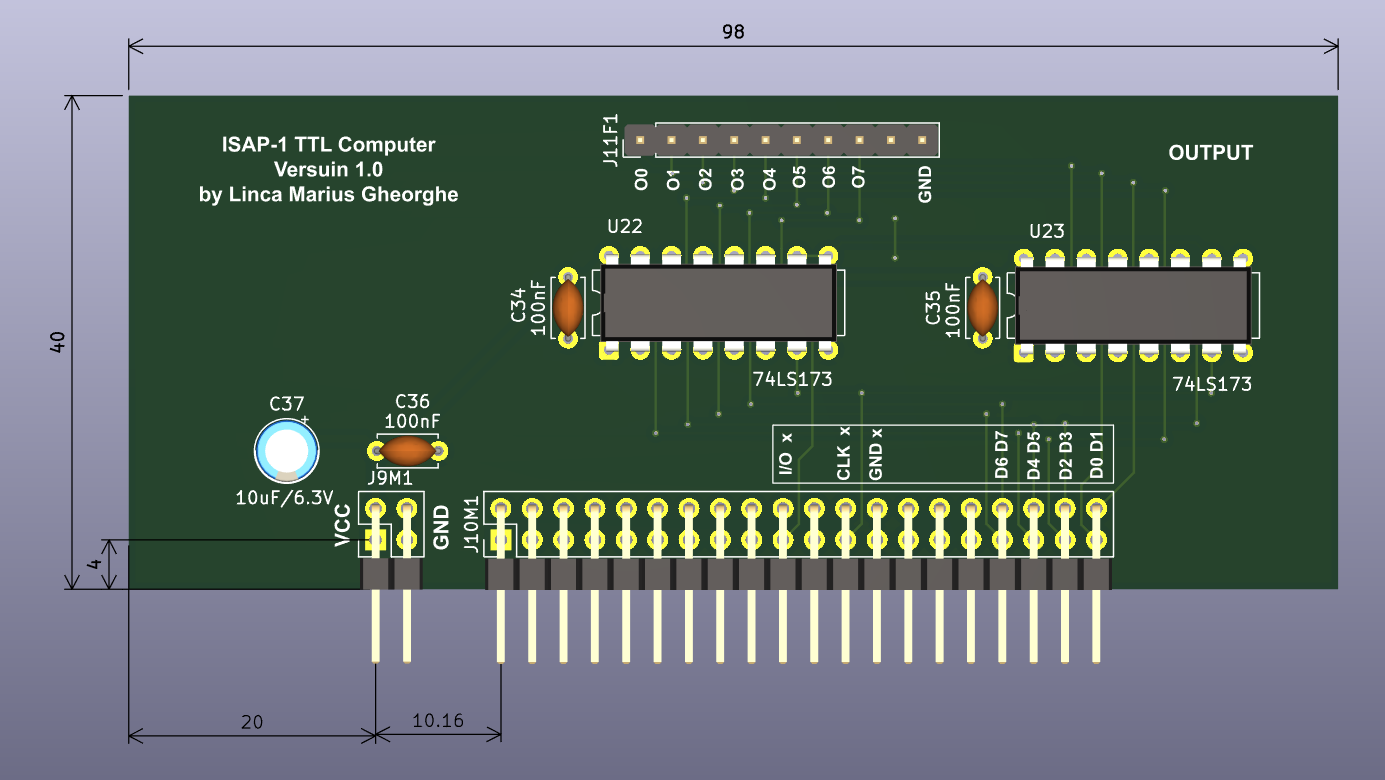 98
ISAP-1 TTL Computer
Versuin 1.0
by Linca Marius Gheorghe
J11F1
O0 O1 O2 O3 O4 O5 O6 O7 GND
OUTPUT
U22
U23
40
C34
100nF
C35
100nF
74LS173
74LS173
C37
+
10uF/6.3V
C36
100nF
J9M1
VCC
GND
J10M1
I/O x
CLK x
GND x
D6 D7
D4 D5
D2 D3
D0 D1
4
20
10.16